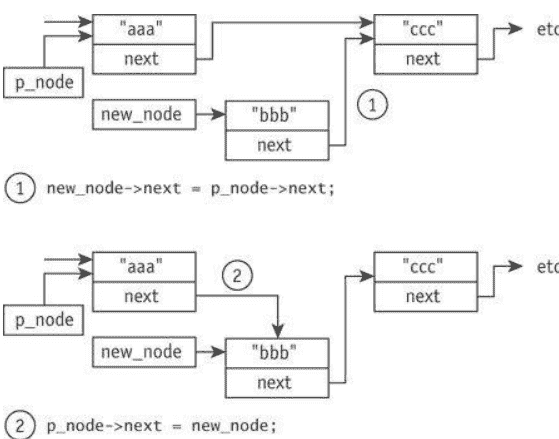 "aaa" "ccc" etc
next next
p_node
new_node "bbb" 1
next
1 new_node->next = p_node->next;
"aaa" 2 "ccc" etc
next next
p_node
new_node "bbb"
next
2 p_node->next = new_node;